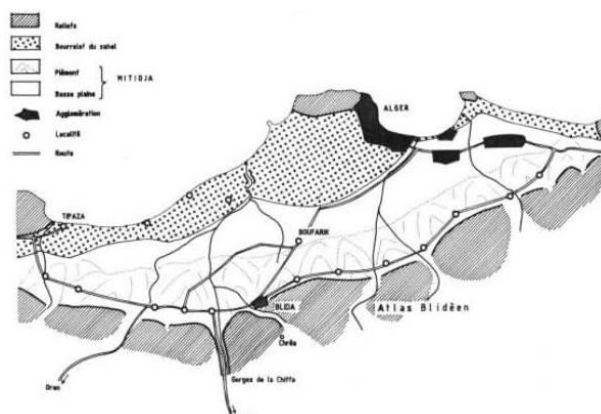 Reliefs
Bourrelet du sahel
Piémont
Basse plaine
MITIDJA
Agglomération
Localité
Route
ALGER
TIPAZA
BOUFARIK
BLIDA
Atlas Blidéen
Chréa
Oran
Gorges de la Chiffa